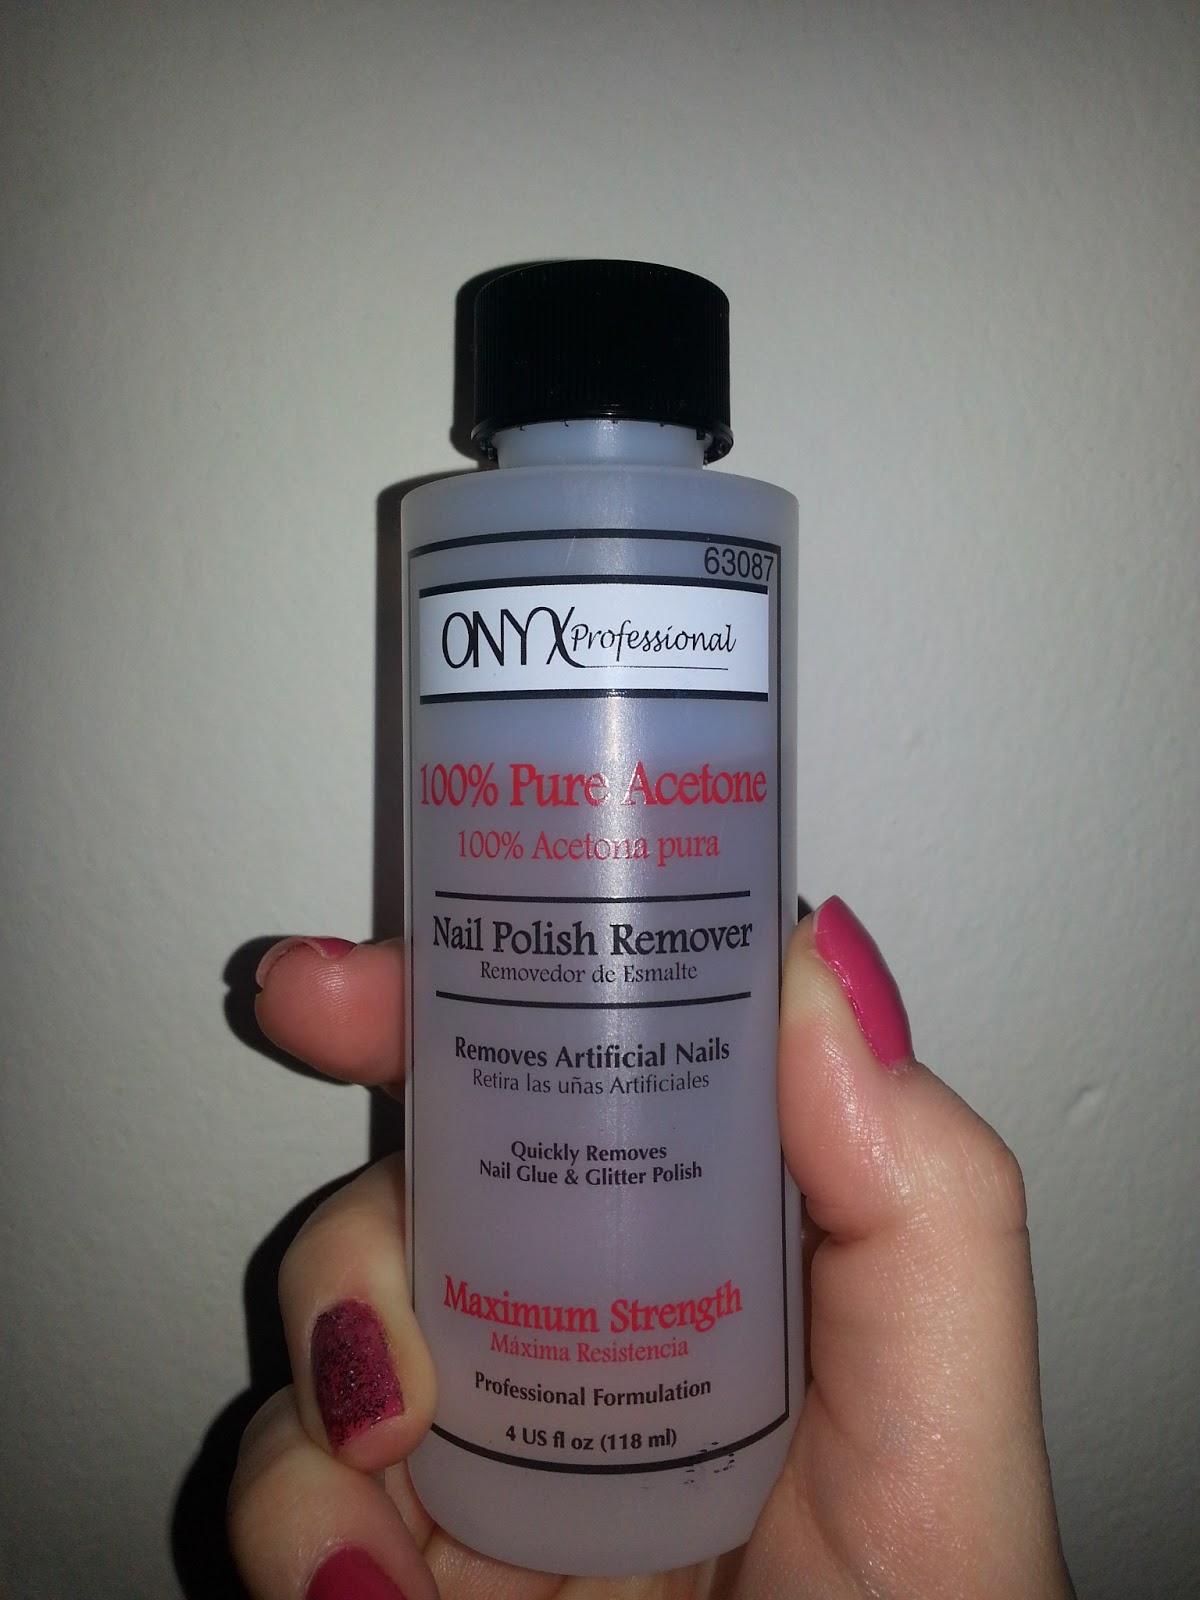 63087
ONYX Professional
100% Pure Acetone
100% Acetona pura
Nail Polish Remover
Removedor de Esmalte
Removes Artificial Nails
Retira las uñas Artificiales
Quickly Removes
Nail Glue & Glitter Polish
Maximum Strength
Máxima Resistencia
Professional Formulation
4 US fl oz (118 ml)